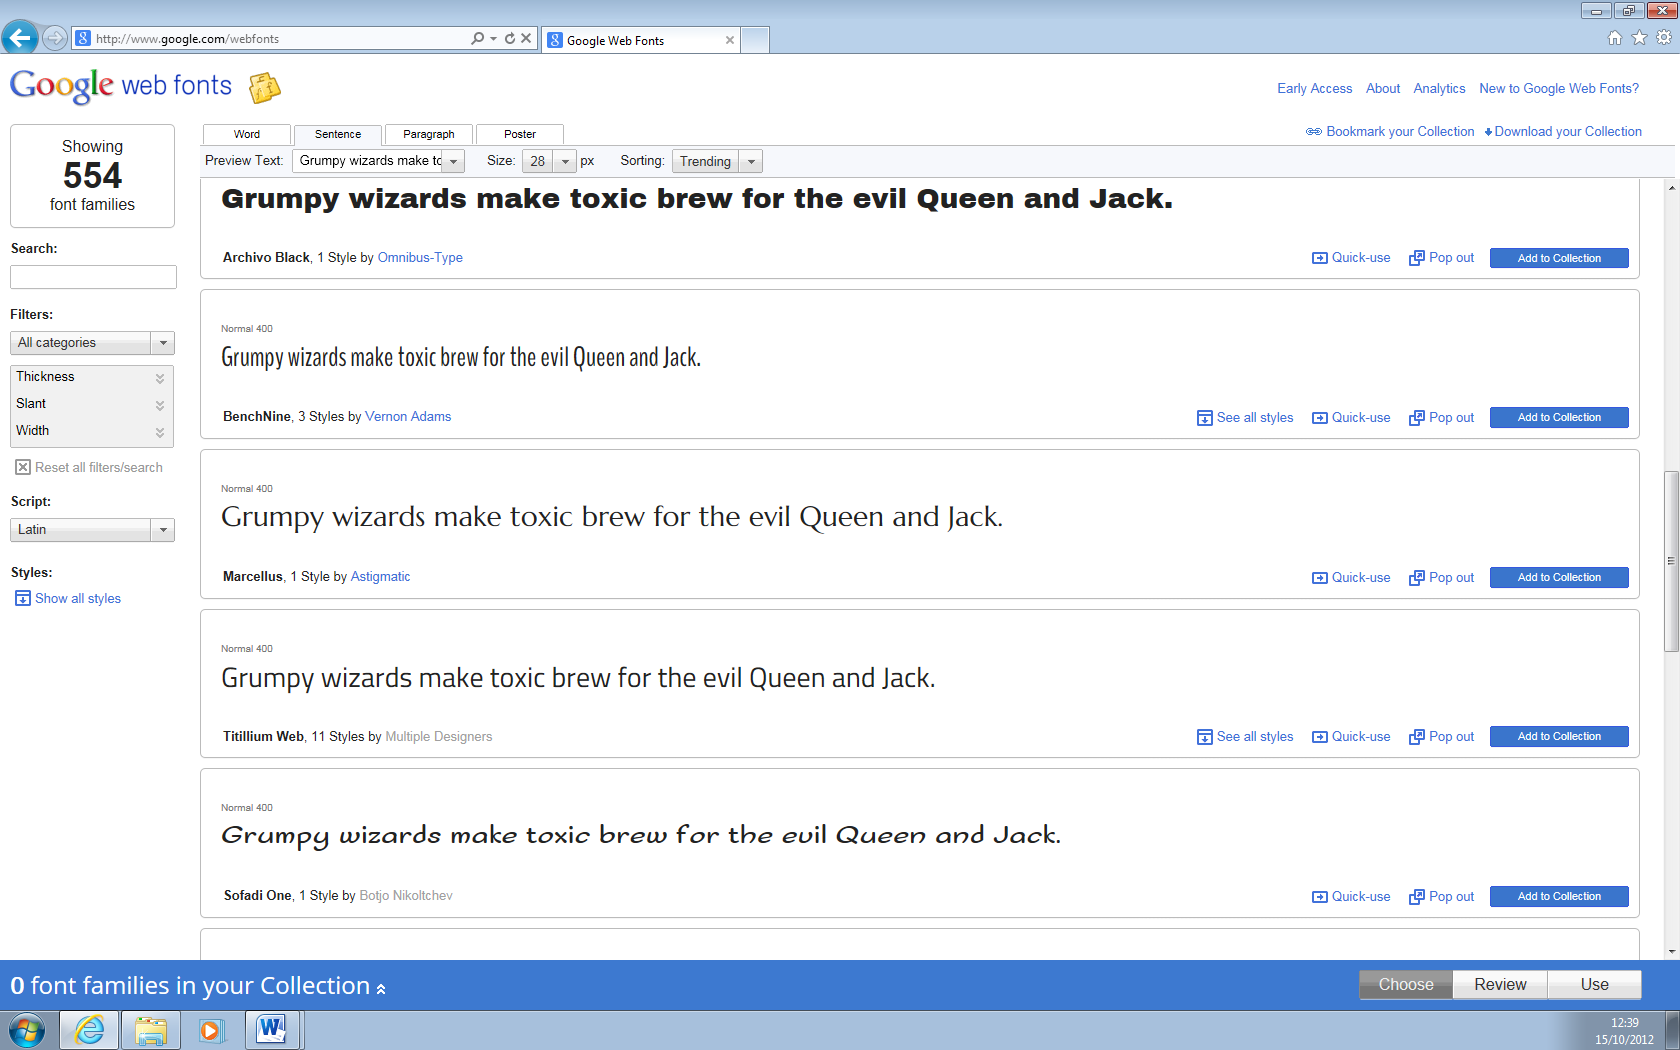 http://www.google.com/webfonts
Google Web Fonts
Google web fonts
Early Access About Analytics New to Google Web Fonts?
Bookmark your Collection Download your Collection
Showing
554
font families
Word Sentence Paragraph Poster
Preview Text: Grumpy wizards make to Size: 28 px Sorting: Trending
Search:
Filters:
All categories
Thickness
Slant
Width
Reset all filters/search
Script:
Latin
Styles:
Show all styles
Grumpy wizards make toxic brew for the evil Queen and Jack.
Archivo Black, 1 Style by Omnibus-Type Quick-use Pop out Add to Collection
Normal 400
Grumpy wizards make toxic brew for the evil Queen and Jack.
BenchNine, 3 Styles by Vernon Adams See all styles Quick-use Pop out Add to Collection
Normal 400
Grumpy wizards make toxic brew for the evil Queen and Jack.
Marcellus, 1 Style by Astigmatic Quick-use Pop out Add to Collection
Normal 400
Grumpy wizards make toxic brew for the evil Queen and Jack.
Titillium Web, 11 Styles by Multiple Designers See all styles Quick-use Pop out Add to Collection
Normal 400
Grumpy wizards make toxic brew for the evil Queen and Jack.
Sofadi One, 1 Style by Botjo Nikoltchev Quick-use Pop out Add to Collection
0 font families in your Collection Choose Review Use
12:39
15/10/2012